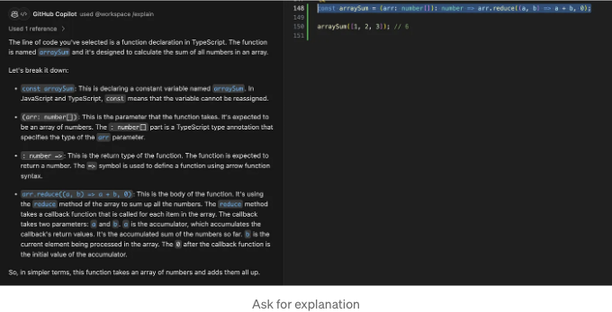 GitHub Copilot used @workspace /explain
Used 1 reference >
The line of code you've selected is a function declaration in TypeScript. The function
is named arraySum and it's designed to calculate the sum of all numbers in an array.
Let's break it down:
• const arraySum: This is declaring a constant variable named arraySum. In
JavaScript and TypeScript, const means that the variable cannot be reassigned.
• (arr: number[]): This is the parameter that the function takes. It's expected to
be an array of numbers. The : number[] part is a TypeScript type annotation that
specifies the type of the arr parameter.
• : number =>: This is the return type of the function. The function is expected to
return a number. The => symbol is used to define a function using arrow function
syntax.
• arr.reduce((a, b) => a + b, 0): This is the body of the function. It's using
the reduce method of the array to sum up all the numbers. The reduce method
takes a callback function that is called for each item in the array. The callback
takes two parameters: a and b. a is the accumulator, which accumulates the
callback's return values. It's the accumulated sum of the numbers so far. b is
the current element being processed in the array. The 0 after the callback function is
the initial value of the accumulator.
So, in simpler terms, this function takes an array of numbers and adds them all up.
148 const arraySum = (arr: number[]): number => arr.reduce((a, b) => a + b, 0);
149
150 arraySum([1, 2, 3]); // 6
151
Ask for explanation